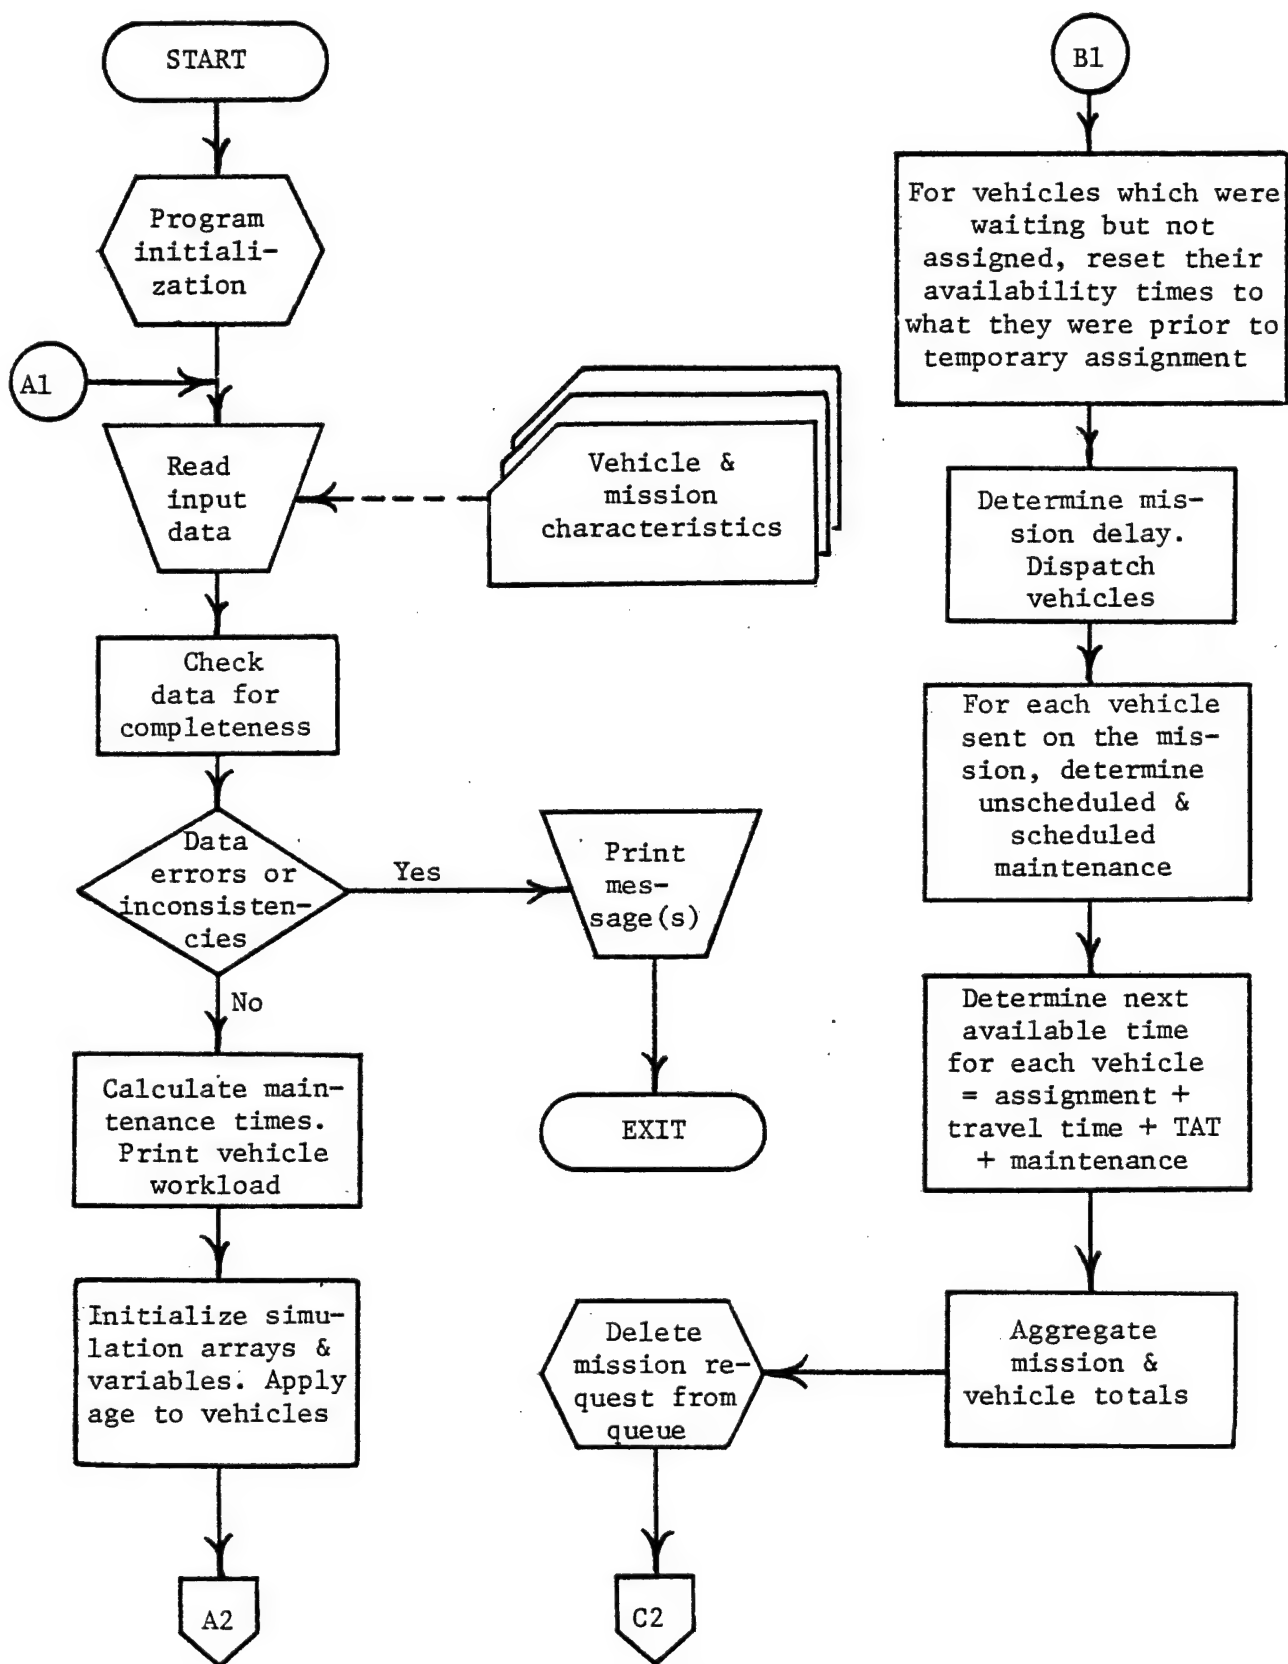 START
Program
initiali-
zation
A1
Read
input
data
Vehicle &
mission
characteristics
Check
data for
completeness
Data
errors or
inconsisten-
cies
Yes
No
Print
mes-
sage(s)
EXIT
Calculate main-
tenance times.
Print vehicle
workload
Initialize simu-
lation arrays &
variables. Apply
age to vehicles
A2
B1
For vehicles which were
waiting but not
assigned, reset their
availability times to
what they were prior to
temporary assignment
Determine mis-
sion delay.
Dispatch
vehicles
For each vehicle
sent on the mis-
sion, determine
unscheduled &
scheduled
maintenance
Determine next
available time
for each vehicle
= assignment +
travel time + TAT
+ maintenance
Aggregate
mission &
vehicle totals
Delete
mission re-
quest from
queue
C2